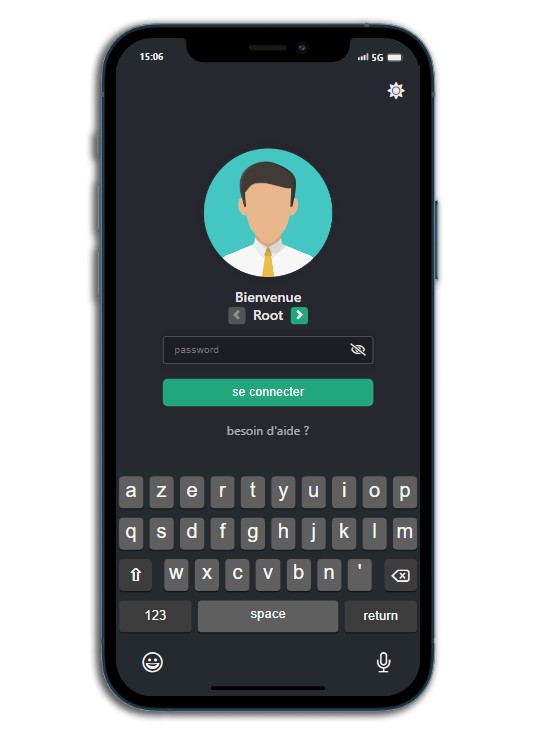 15:06 5G
Bienvenue
Root
password
se connecter
besoin d'aide ?
a z e r t y u i o p
q s d f g h j k l m
w x c v b n '
123 space return